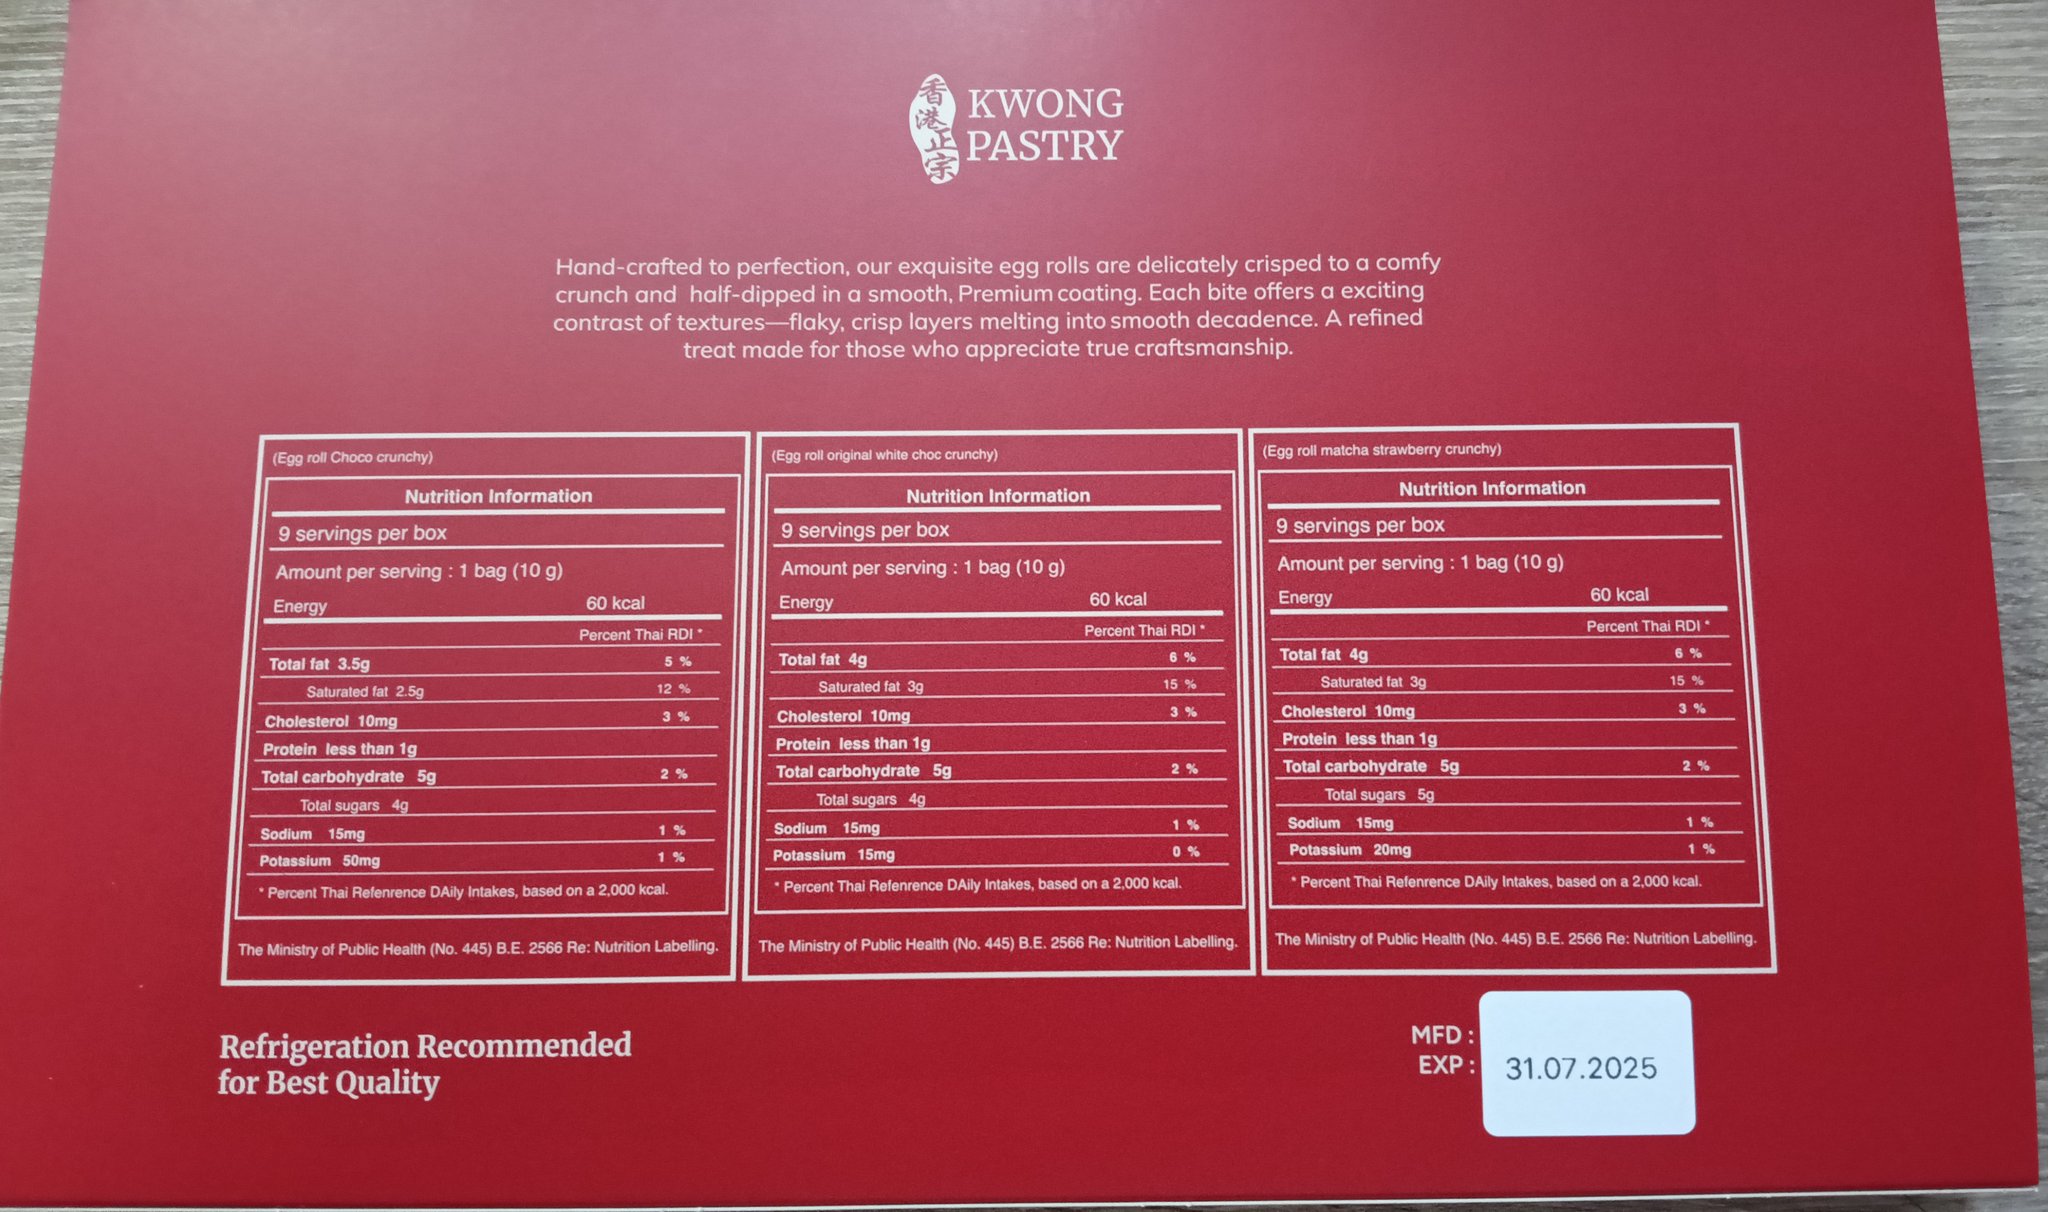 香港正宗
KWONG
PASTRY
Hand-crafted to perfection, our exquisite egg rolls are delicately crisped to a comfy
crunch and half-dipped in a smooth, Premium coating. Each bite offers a exciting
contrast of textures—flaky, crisp layers melting into smooth decadence. A refined
treat made for those who appreciate true craftsmanship.
(Egg roll Choco crunchy)
Nutrition Information
9 servings per box
Amount per serving : 1 bag (10 g)
Energy 60 kcal
Percent Thai RDI *
Total fat 3.5g 5 %
Saturated fat 2.5g 12 %
Cholesterol 10mg 3 %
Protein less than 1g
Total carbohydrate 5g 2 %
Total sugars 4g
Sodium 15mg 1 %
Potassium 50mg 1 %
* Percent Thai Refenrence DAily Intakes, based on a 2,000 kcal.
The Ministry of Public Health (No. 445) B.E. 2566 Re: Nutrition Labelling.
(Egg roll original white choc crunchy)
Nutrition Information
9 servings per box
Amount per serving : 1 bag (10 g)
Energy 60 kcal
Percent Thai RDI *
Total fat 4g 6 %
Saturated fat 3g 15 %
Cholesterol 10mg 3 %
Protein less than 1g
Total carbohydrate 5g 2 %
Total sugars 4g
Sodium 15mg 1 %
Potassium 15mg 0 %
* Percent Thai Refenrence DAily Intakes, based on a 2,000 kcal.
The Ministry of Public Health (No. 445) B.E. 2566 Re: Nutrition Labelling.
(Egg roll matcha strawberry crunchy)
Nutrition Information
9 servings per box
Amount per serving : 1 bag (10 g)
Energy 60 kcal
Percent Thai RDI *
Total fat 4g 6 %
Saturated fat 3g 15 %
Cholesterol 10mg 3 %
Protein less than 1g
Total carbohydrate 5g 2 %
Total sugars 5g
Sodium 15mg 1 %
Potassium 20mg 1 %
* Percent Thai Refenrence DAily Intakes, based on a 2,000 kcal.
The Ministry of Public Health (No. 445) B.E. 2566 Re: Nutrition Labelling.
Refrigeration Recommended
for Best Quality
MFD :
EXP : 31.07.2025